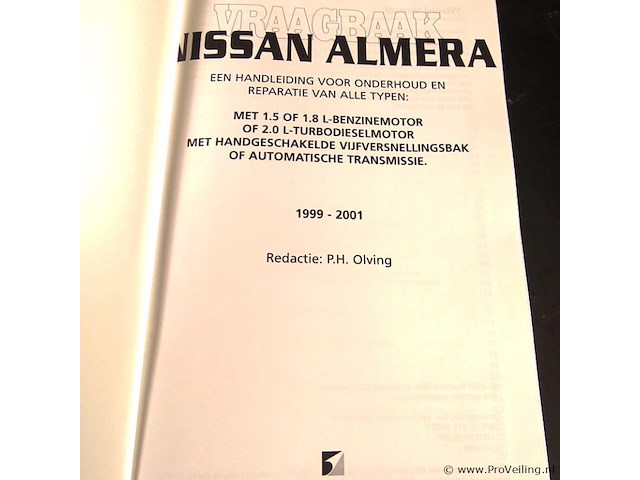 VRAAGBAAK
NISSAN ALMERA
EEN HANDLEIDING VOOR ONDERHOUD EN
REPARATIE VAN ALLE TYPEN:
MET 1.5 OF 1.8 L-BENZINEMOTOR
OF 2.0 L-TURBODIESELMOTOR
MET HANDGESCHAKELDE VIJFVERSNELLINGSBAK
OF AUTOMATISCHE TRANSMISSIE.
1999 - 2001
Redactie: P.H. Olving
© www.ProVeiling.nl